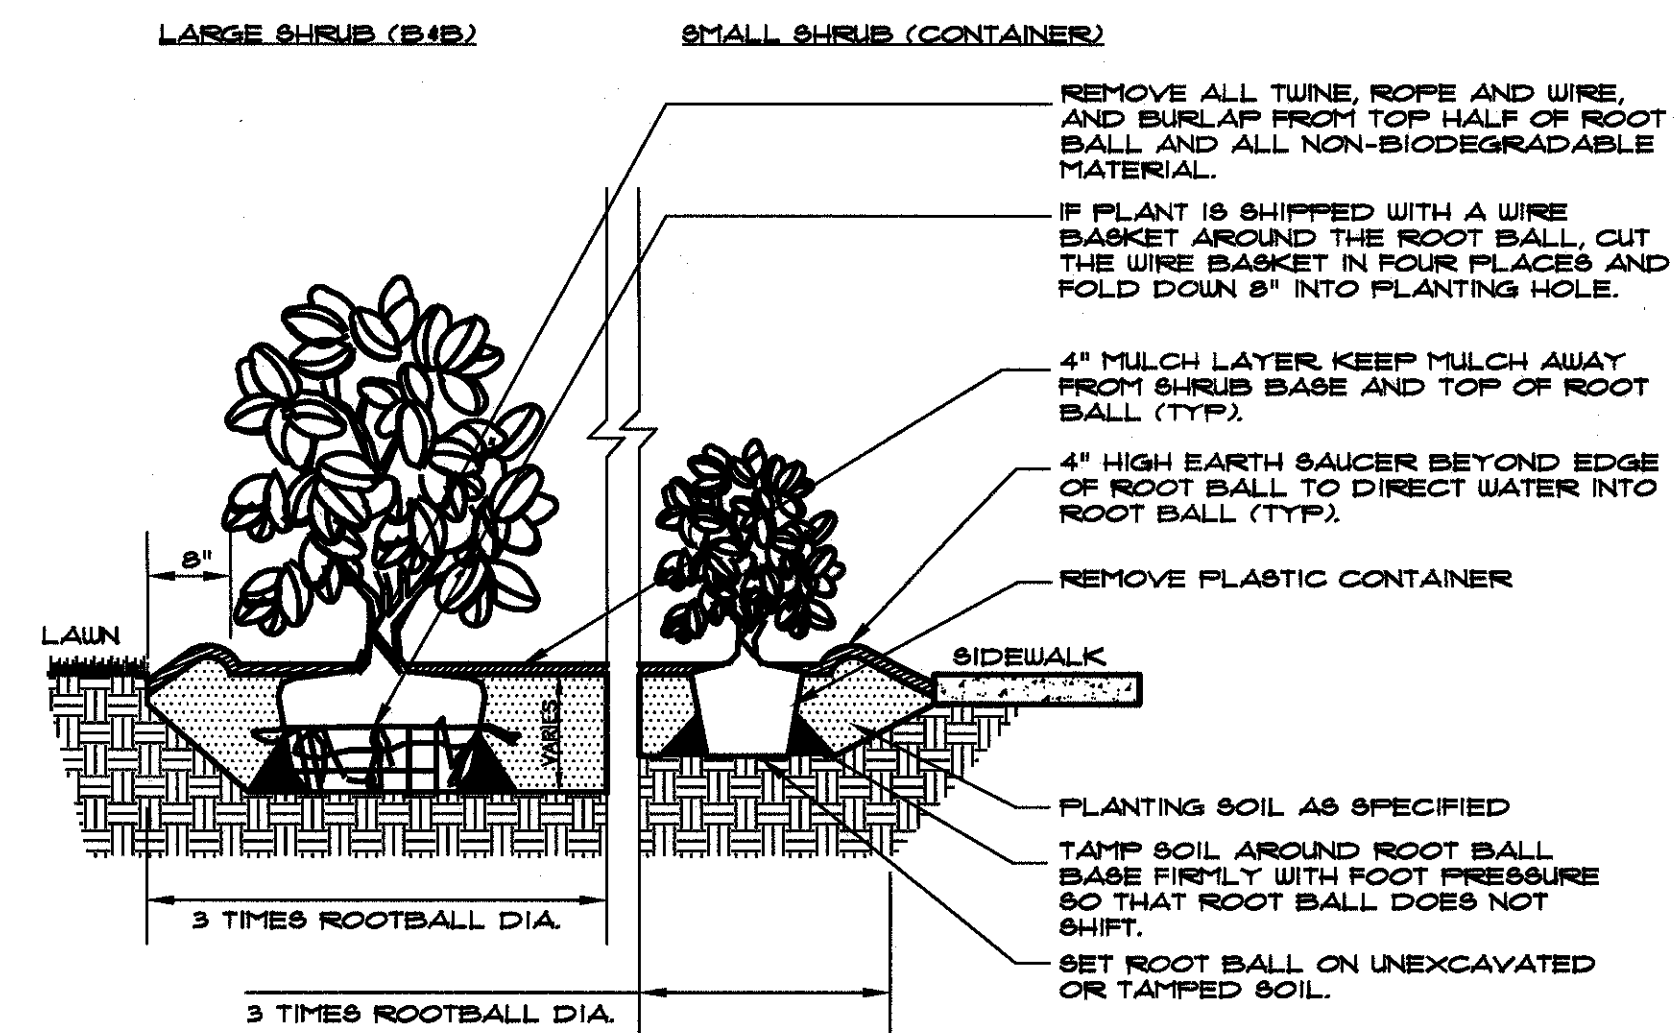 LARGE SHRUB (B&B)
SMALL SHRUB (CONTAINER)
REMOVE ALL TWINE, ROPE AND WIRE,
AND BURLAP FROM TOP HALF OF ROOT
BALL AND ALL NON-BIODEGRADABLE
MATERIAL.
IF PLANT IS SHIPPED WITH A WIRE
BASKET AROUND THE ROOT BALL, CUT
THE WIRE BASKET IN FOUR PLACES AND
FOLD DOWN 8" INTO PLANTING HOLE.
4" MULCH LAYER. KEEP MULCH AWAY
FROM SHRUB BASE AND TOP OF ROOT
BALL (TYP).
4" HIGH EARTH SAUCER BEYOND EDGE
OF ROOT BALL TO DIRECT WATER INTO
ROOT BALL (TYP).
8"
REMOVE PLASTIC CONTAINER
LAWN
SIDEWALK
VARIES
PLANTING SOIL AS SPECIFIED
TAMP SOIL AROUND ROOT BALL
BASE FIRMLY WITH FOOT PRESSURE
SO THAT ROOT BALL DOES NOT
SHIFT.
3 TIMES ROOTBALL DIA.
SET ROOT BALL ON UNEXCAVATED
OR TAMPED SOIL.
3 TIMES ROOTBALL DIA.